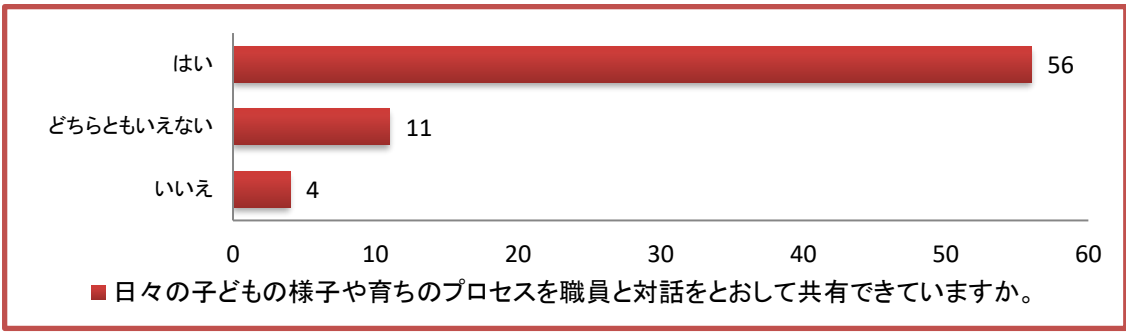 はい
56
どちらともいえない
11
いいえ
4
0 10 20 30 40 50 60
日々の子どもの様子や育ちのプロセスを職員と対話をとおして共有できていますか。